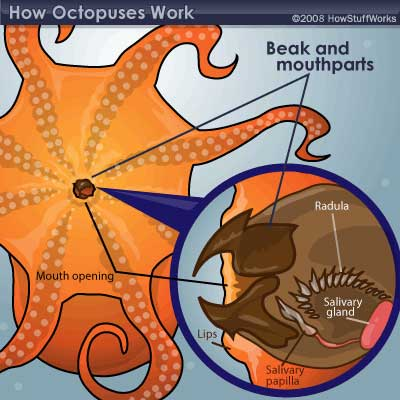 How Octopuses Work
©2008 HowStuffWorks
Beak and
mouthparts
Radula
Mouth opening
Salivary
gland
Lips
Salivary
papilla